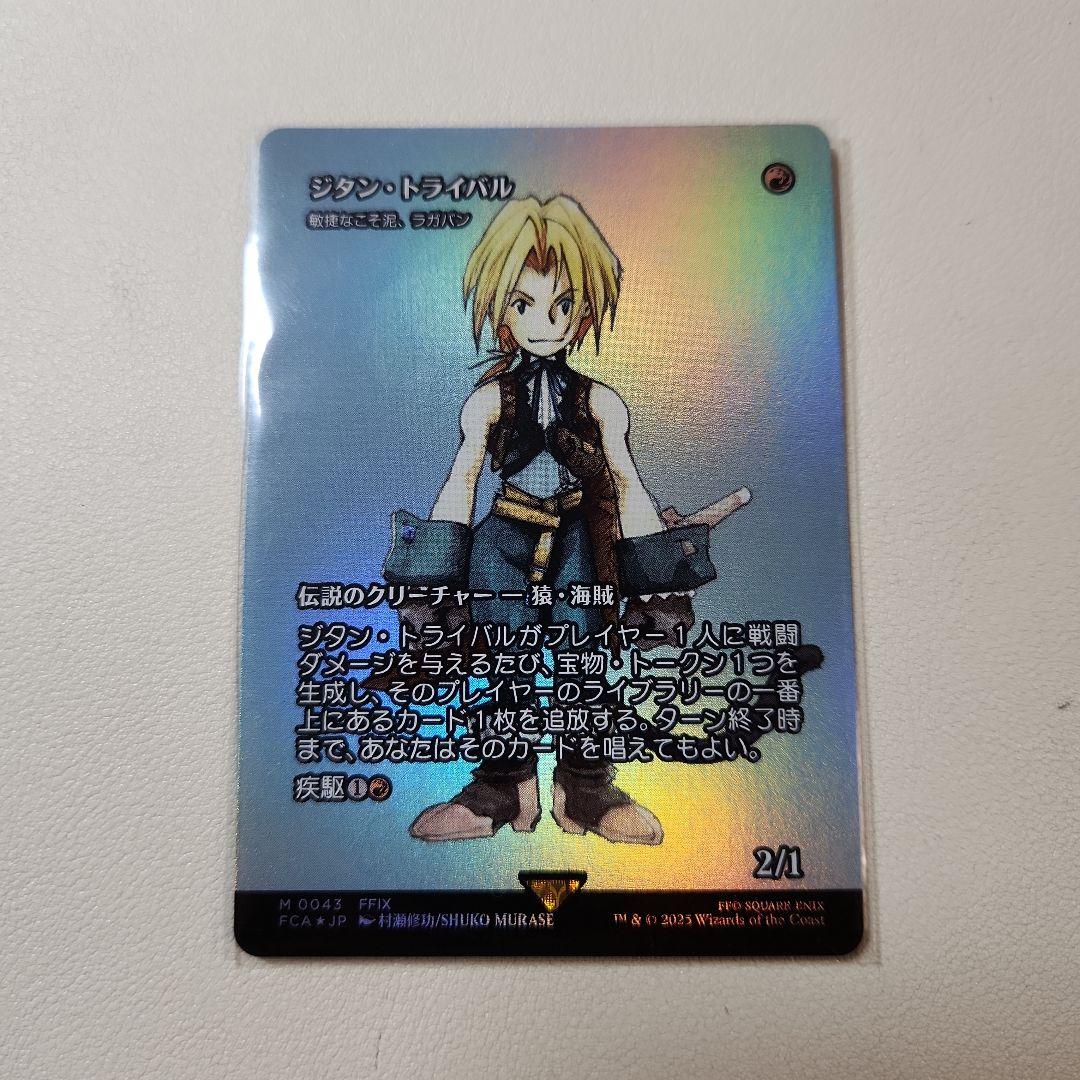 ジタン・トライバル
敏捷なこそ泥、ラガバン
伝説のクリーチャー ― 猿・海賊
ジタン・トライバルがプレイヤー1人に戦闘
ダメージを与えるたび、宝物・トークン1つを
生成し、そのプレイヤーのライブラリーの一番
上にあるカード1枚を追放する。ターン終了時
まで、あなたはそのカードを唱えてもよい。
疾駆❶
2/1
M 0043 FFIX
FCA★JP 村瀬修功/SHUKO MURASE
FF© SQUARE ENIX
™ & © 2025 Wizards of the Coast